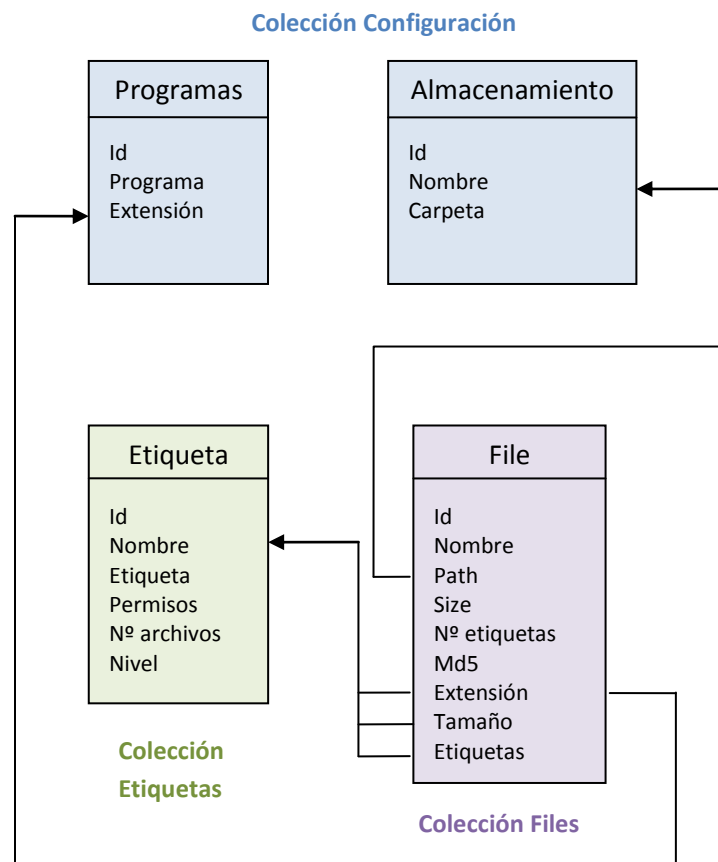 Colección Configuración
Programas
Id
Programa
Extensión
Almacenamiento
Id
Nombre
Carpeta
Etiqueta
Id
Nombre
Etiqueta
Permisos
Nº archivos
Nivel
Colección
Etiquetas
File
Id
Nombre
Path
Size
Nº etiquetas
Md5
Extensión
Tamaño
Etiquetas
Colección Files